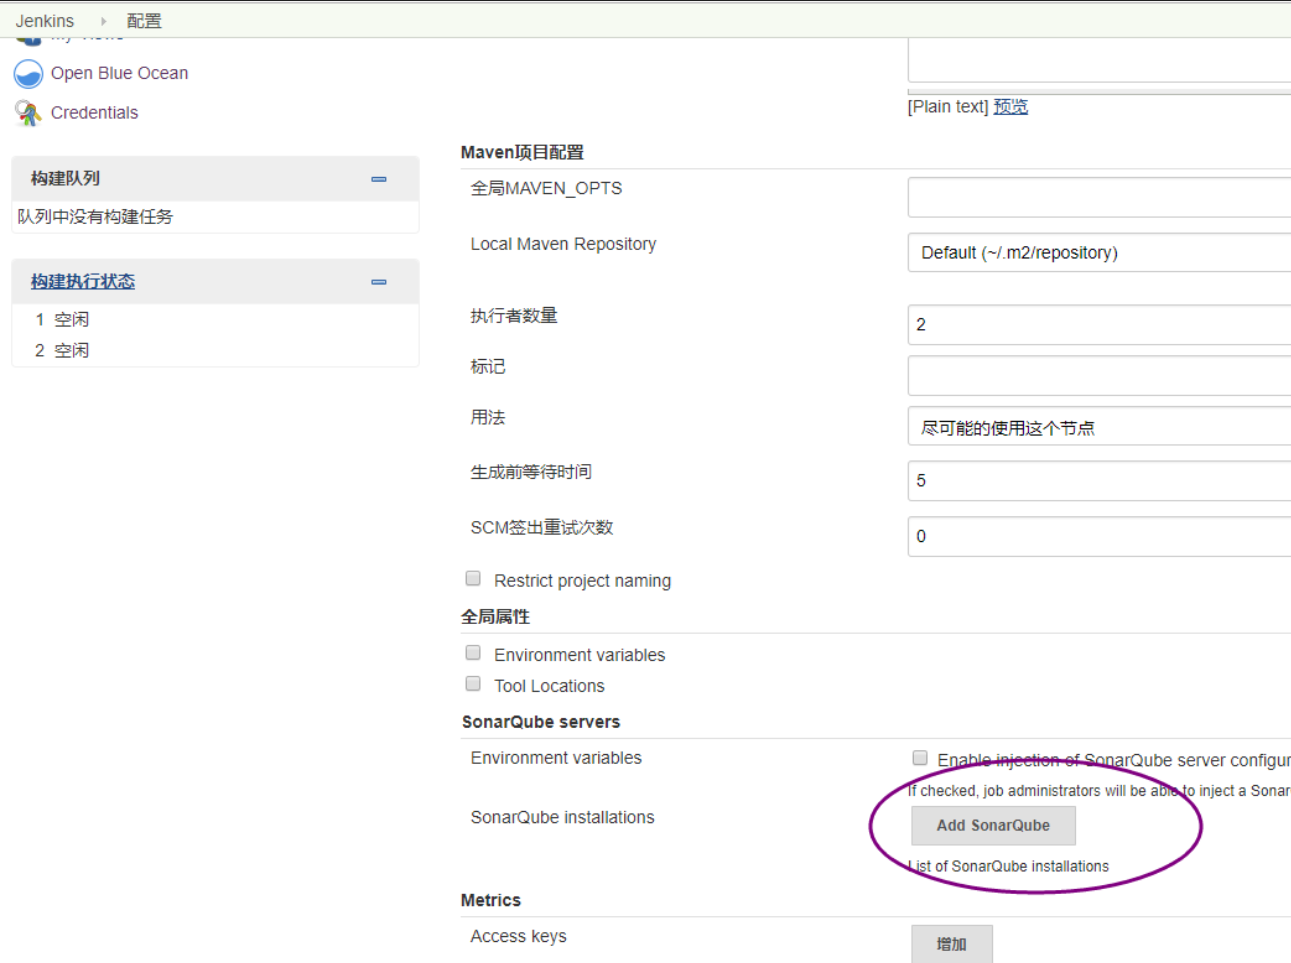 Jenkins 配置
My Views
Open Blue Ocean
Credentials
构建队列
队列中没有构建任务
构建执行状态
1 空闲
2 空闲
[Plain text] 预览
Maven项目配置
全局MAVEN_OPTS
Local Maven Repository
Default (~/.m2/repository)
执行者数量
2
标记
用法
尽可能的使用这个节点
生成前等待时间
5
SCM签出重试次数
0
Restrict project naming
全局属性
Environment variables
Tool Locations
SonarQube servers
Environment variables
Enable injection of SonarQube server configur
If checked, job administrators will be able to inject a Sonar
SonarQube installations
Add SonarQube
List of SonarQube installations
Metrics
Access keys
增加